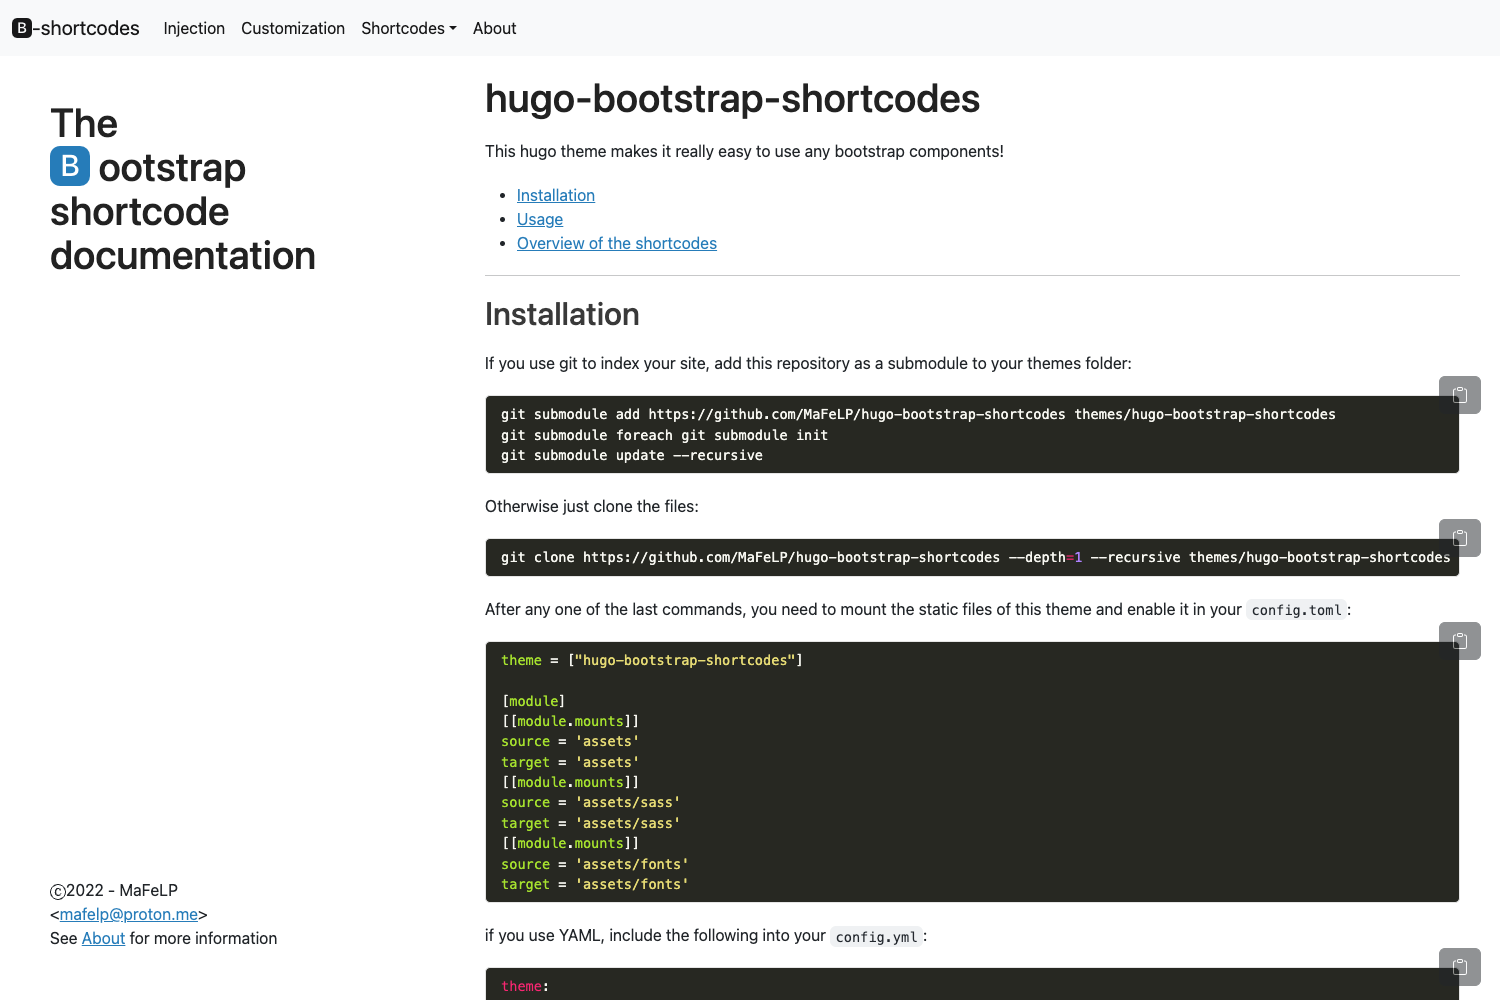 B-shortcodes Injection Customization Shortcodes About
The
B ootstrap
shortcode
documentation
©2022 - MaFeLP
<mafelp@proton.me>
See About for more information
hugo-bootstrap-shortcodes
This hugo theme makes it really easy to use any bootstrap components!
• Installation
• Usage
• Overview of the shortcodes
Installation
If you use git to index your site, add this repository as a submodule to your themes folder:
git submodule add https://github.com/MaFeLP/hugo-bootstrap-shortcodes themes/hugo-bootstrap-shortcodes
git submodule foreach git submodule init
git submodule update --recursive
Otherwise just clone the files:
git clone https://github.com/MaFeLP/hugo-bootstrap-shortcodes --depth=1 --recursive themes/hugo-bootstrap-shortcodes
After any one of the last commands, you need to mount the static files of this theme and enable it in your config.toml:
theme = ["hugo-bootstrap-shortcodes"]
[module]
[[module.mounts]]
source = 'assets'
target = 'assets'
[[module.mounts]]
source = 'assets/sass'
target = 'assets/sass'
[[module.mounts]]
source = 'assets/fonts'
target = 'assets/fonts'
if you use YAML, include the following into your config.yml:
theme: